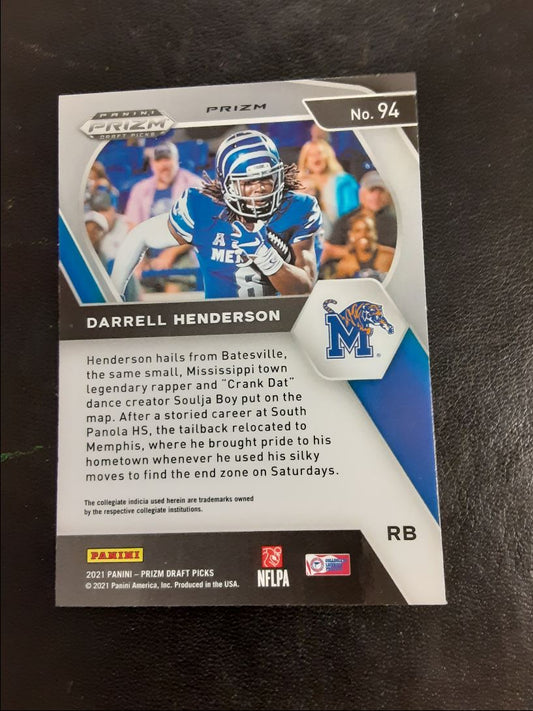 PANINI
PRIZM
DRAFT PICKS
PRIZM
No. 94
MEM
8
DARRELL HENDERSON
M
®
Henderson hails from Batesville,
the same small, Mississippi town
legendary rapper and "Crank Dat"
dance creator Soulja Boy put on the
map. After a storied career at South
Panola HS, the tailback relocated to
Memphis, where he brought pride to his
hometown whenever he used his silky
moves to find the end zone on Saturdays.
The collegiate indicia used herein are trademarks owned
by the respective collegiate institutions.
RB
PANINI
NFLPA
2021 PANINI – PRIZM DRAFT PICKS
© 2021 Panini America, Inc. Produced in the USA.